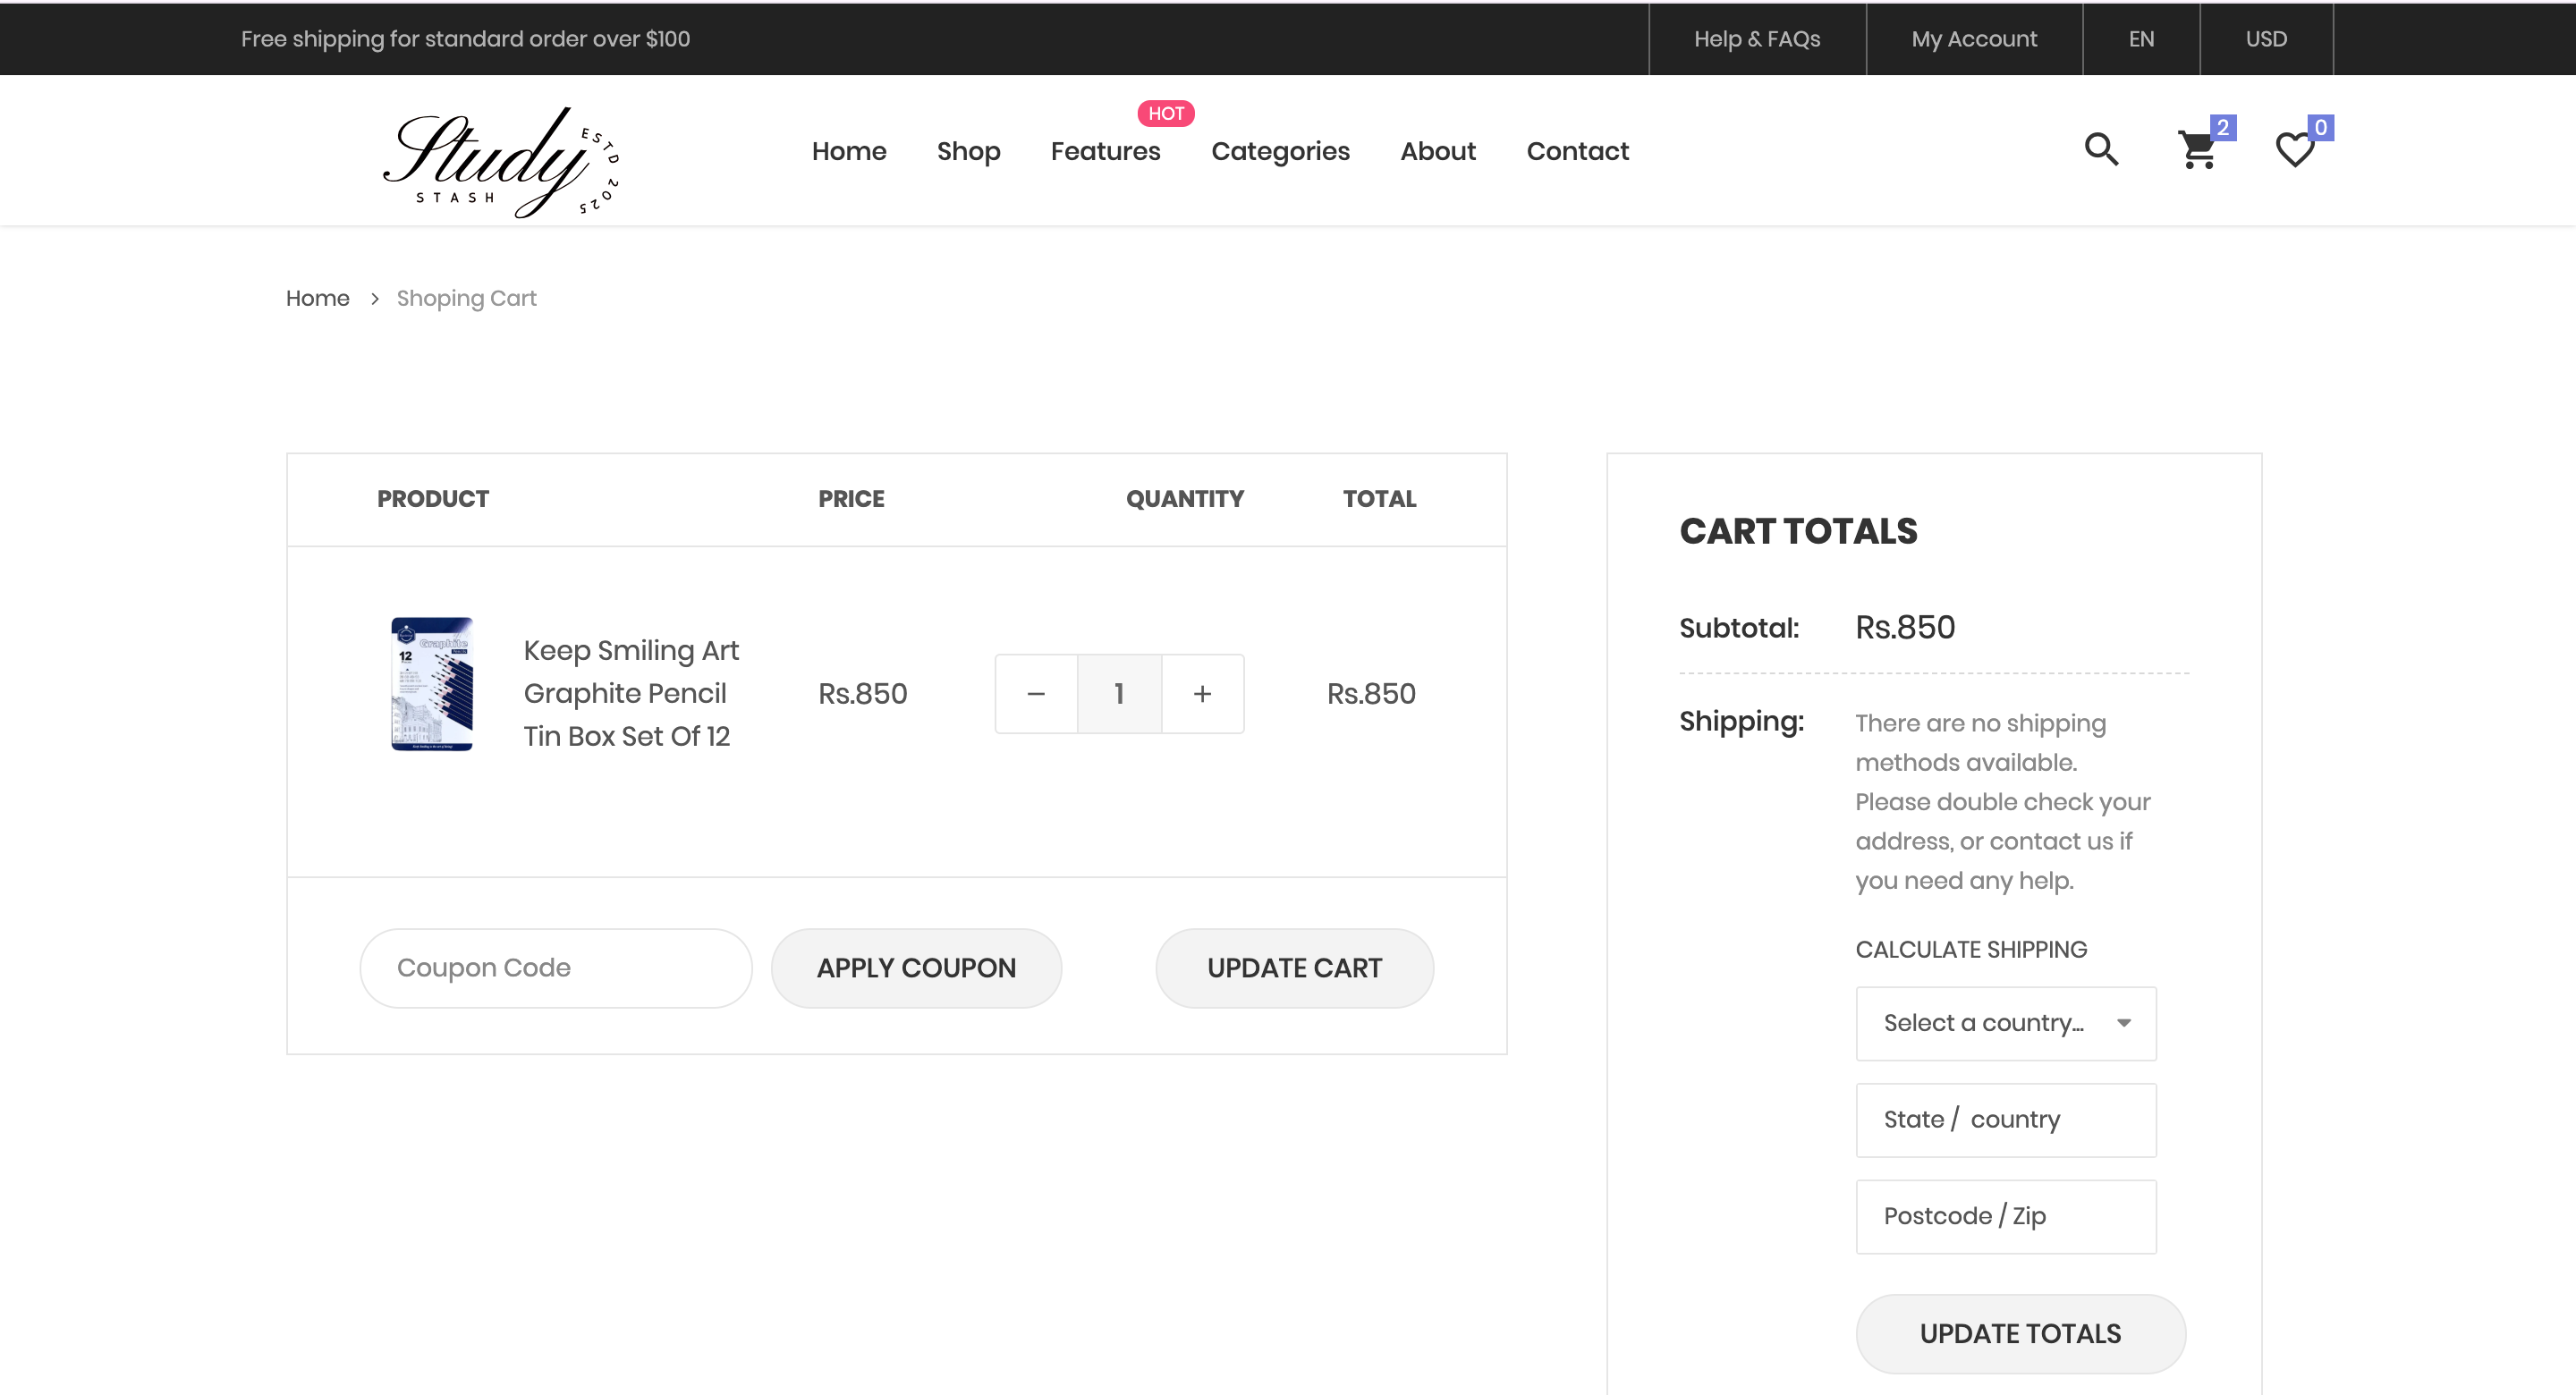 Free shipping for standard order over $100
Help & FAQs
My Account
EN
USD
Study
STASH
ESTD 2025
Home
Shop
Features
HOT
Categories
About
Contact
2
0
Home > Shoping Cart
PRODUCT PRICE QUANTITY TOTAL
Graphite
12
Keep Smiling Art
Graphite Pencil
Tin Box Set Of 12
Rs.850
− 1 +
Rs.850
Coupon Code
APPLY COUPON
UPDATE CART
CART TOTALS
Subtotal: Rs.850
Shipping:
There are no shipping
methods available.
Please double check your
address, or contact us if
you need any help.
CALCULATE SHIPPING
Select a country...
State / country
Postcode / Zip
UPDATE TOTALS